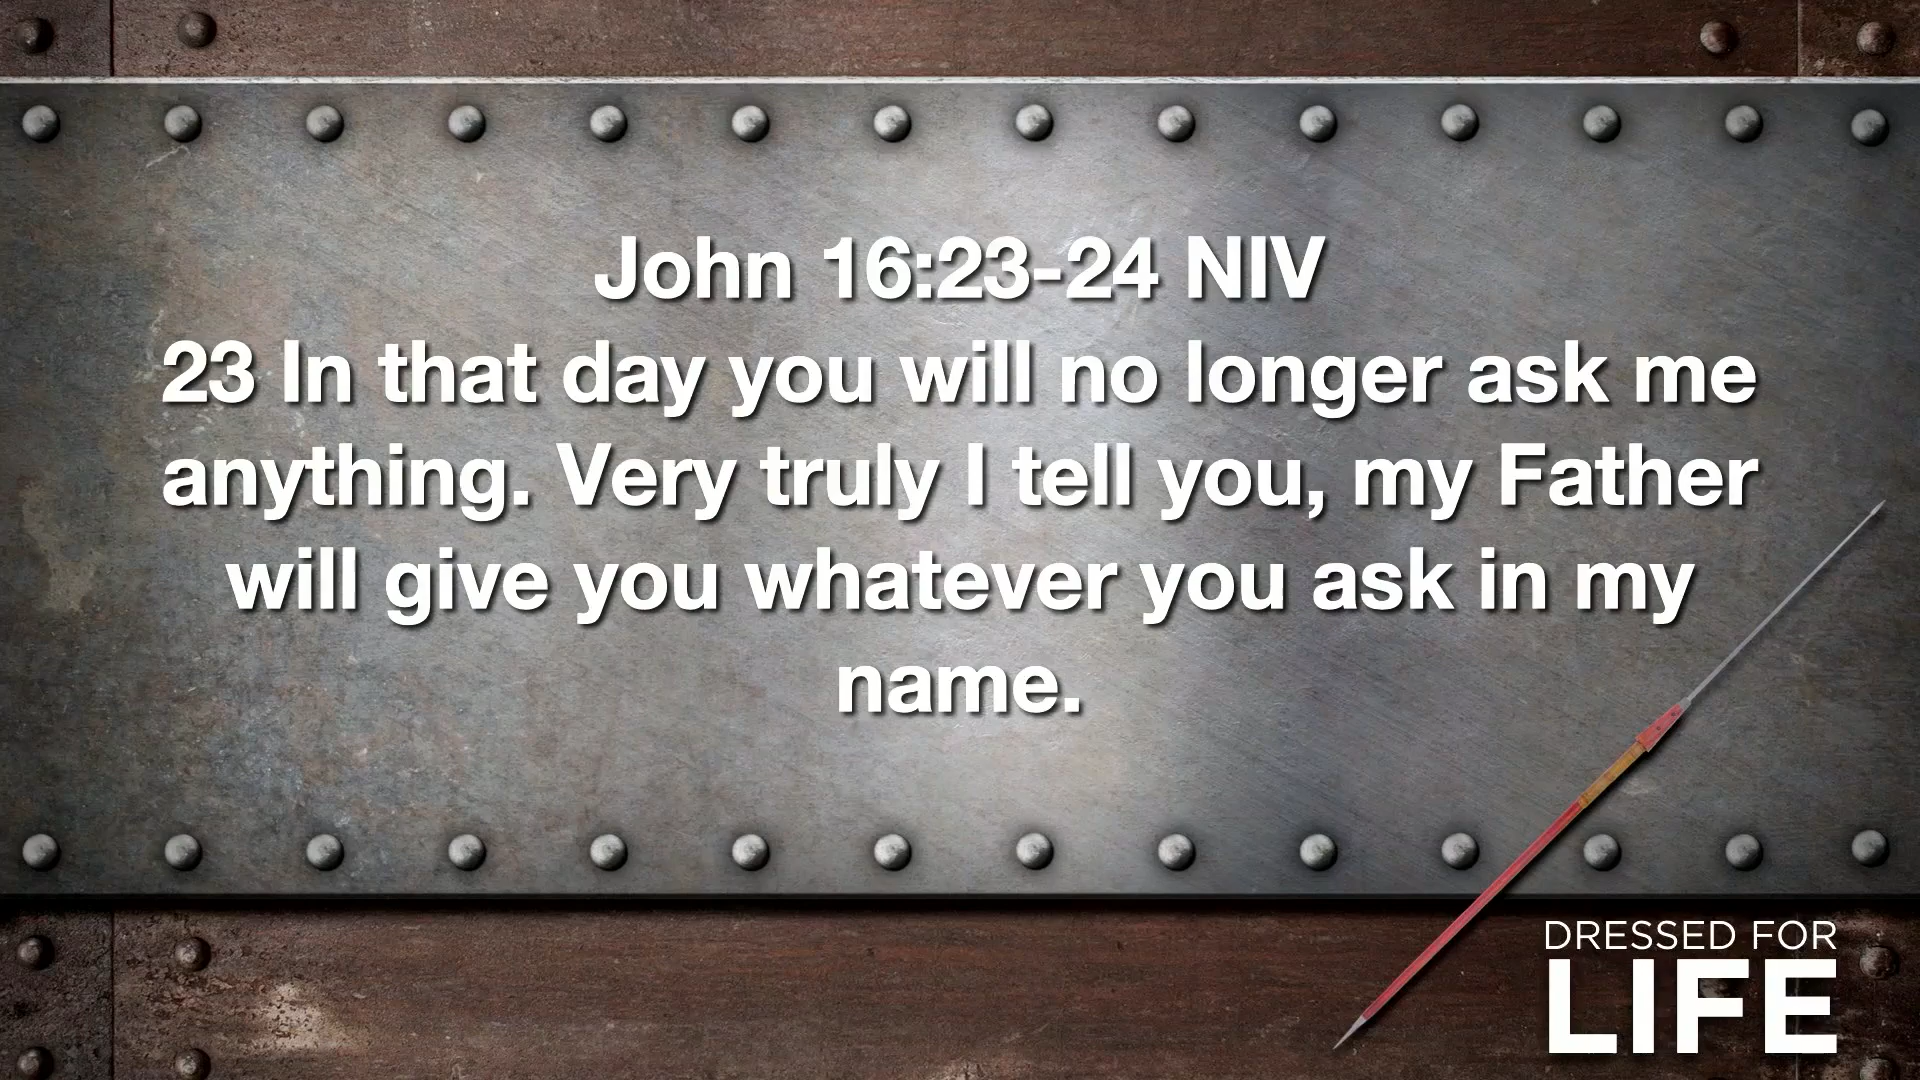 John 16:23-24 NIV
23 In that day you will no longer ask me
anything. Very truly I tell you, my Father
will give you whatever you ask in my
name.
DRESSED FOR
LIFE